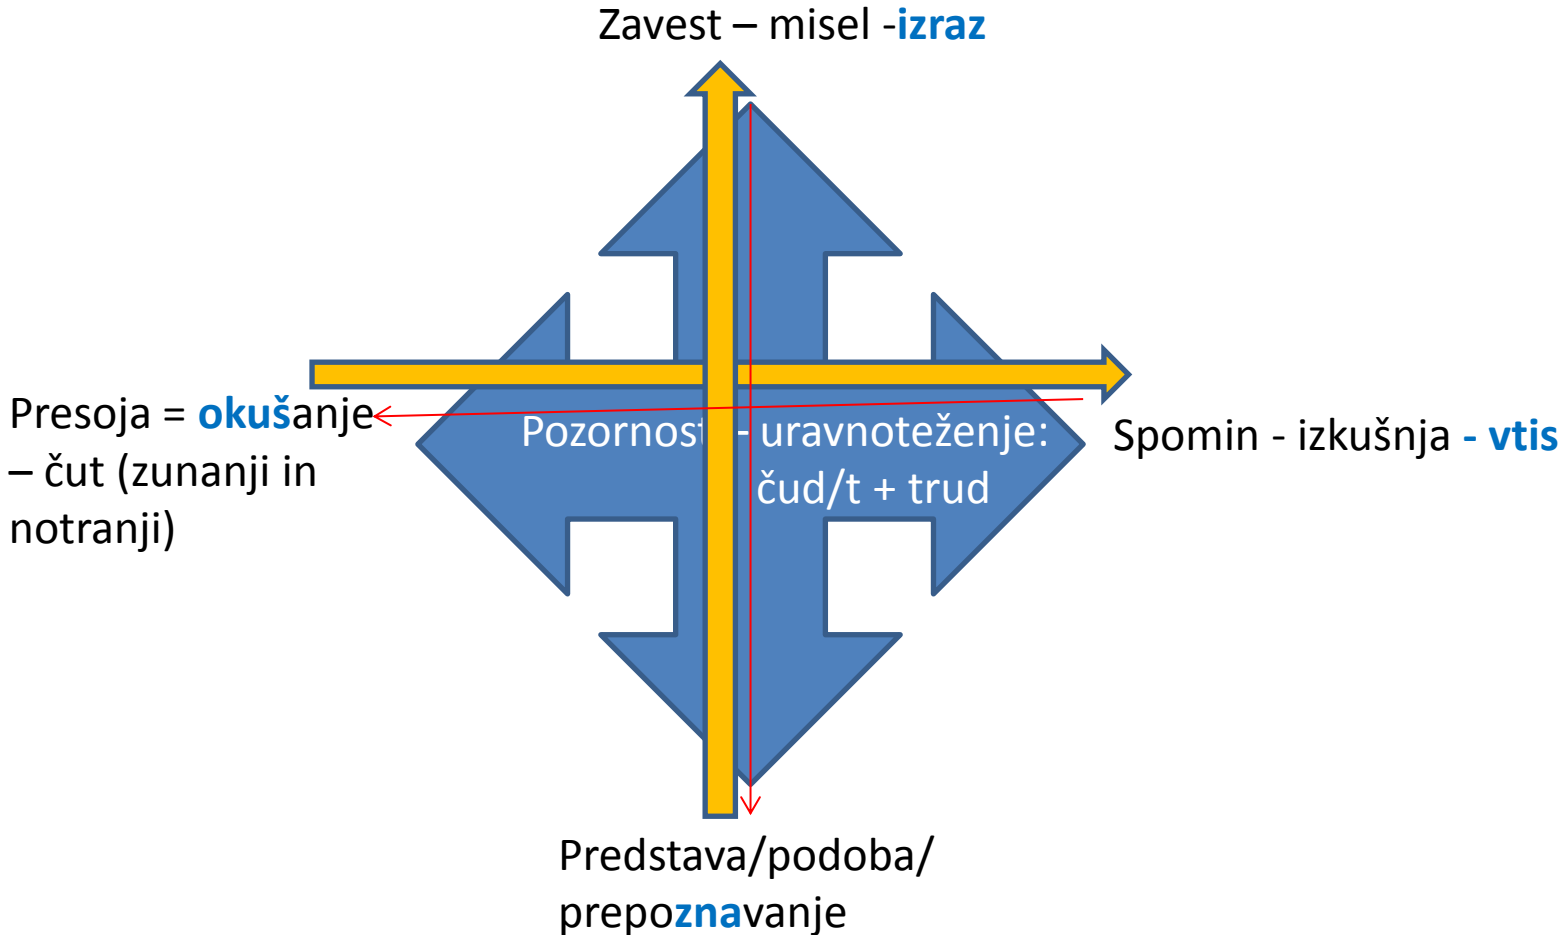 Zavest – misel -izraz
Presoja = okušanje
– čut (zunanji in
notranji)
Pozornost - uravnoteženje:
čud/t + trud
Spomin - izkušnja - vtis
Predstava/podoba/
prepoznavanje